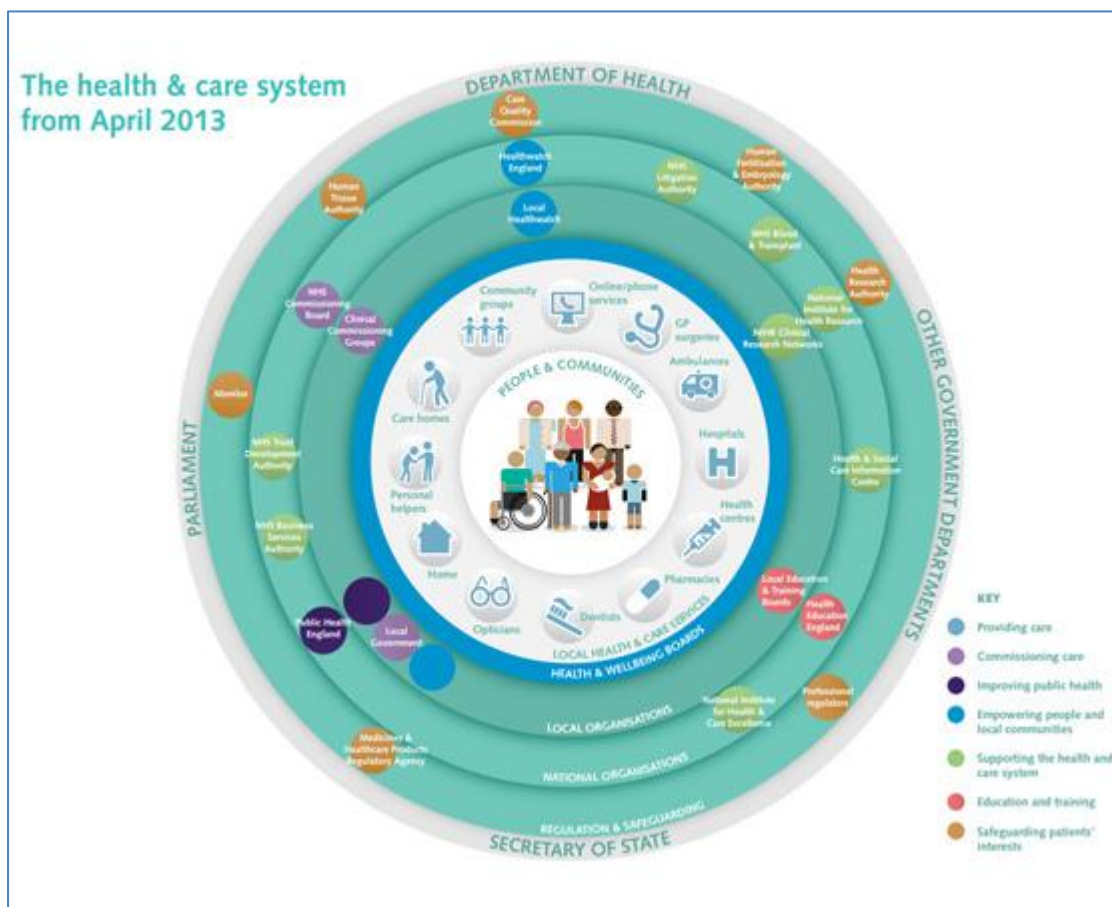 The health & care system
from April 2013
DEPARTMENT OF HEALTH
Care
Quality
Commission
Healthwatch
England
Local
Healthwatch
Human
Tissue
Authority
NHS
Litigation
Authority
Human
Fertilisation
& Embryology
Authority
NHS Blood
& Transplant
Health
Research
Authority
National
Institute for
Health Research
NIHR Clinical
Research Networks
NHS
Commissioning
Board
Clinical
Commissioning
Groups
Monitor
NHS Trust
Development
Authority
NHS Business
Services
Authority
PARLIAMENT
OTHER GOVERNMENT DEPARTMENTS
Community
groups
Online/phone
services
GP
surgeries
Ambulances
Care homes
PEOPLE & COMMUNITIES
Hospitals
H
Personal
helpers
Health
centres
Home
Pharmacies
Opticians
Dentists
LOCAL HEALTH & CARE SERVICES
HEALTH & WELLBEING BOARDS
Health & Social
Care Information
Centre
Local Education
& Training
Boards
Health
Education
England
Public Health
England
Local
Government
National Institute
for Health &
Care Excellence
Professional
regulators
Medicines &
Healthcare Products
Regulatory Agency
LOCAL ORGANISATIONS
NATIONAL ORGANISATIONS
REGULATION & SAFEGUARDING
SECRETARY OF STATE
KEY
Providing care
Commissioning care
Improving public health
Empowering people and
local communities
Supporting the health and
care system
Education and training
Safeguarding patients'
interests